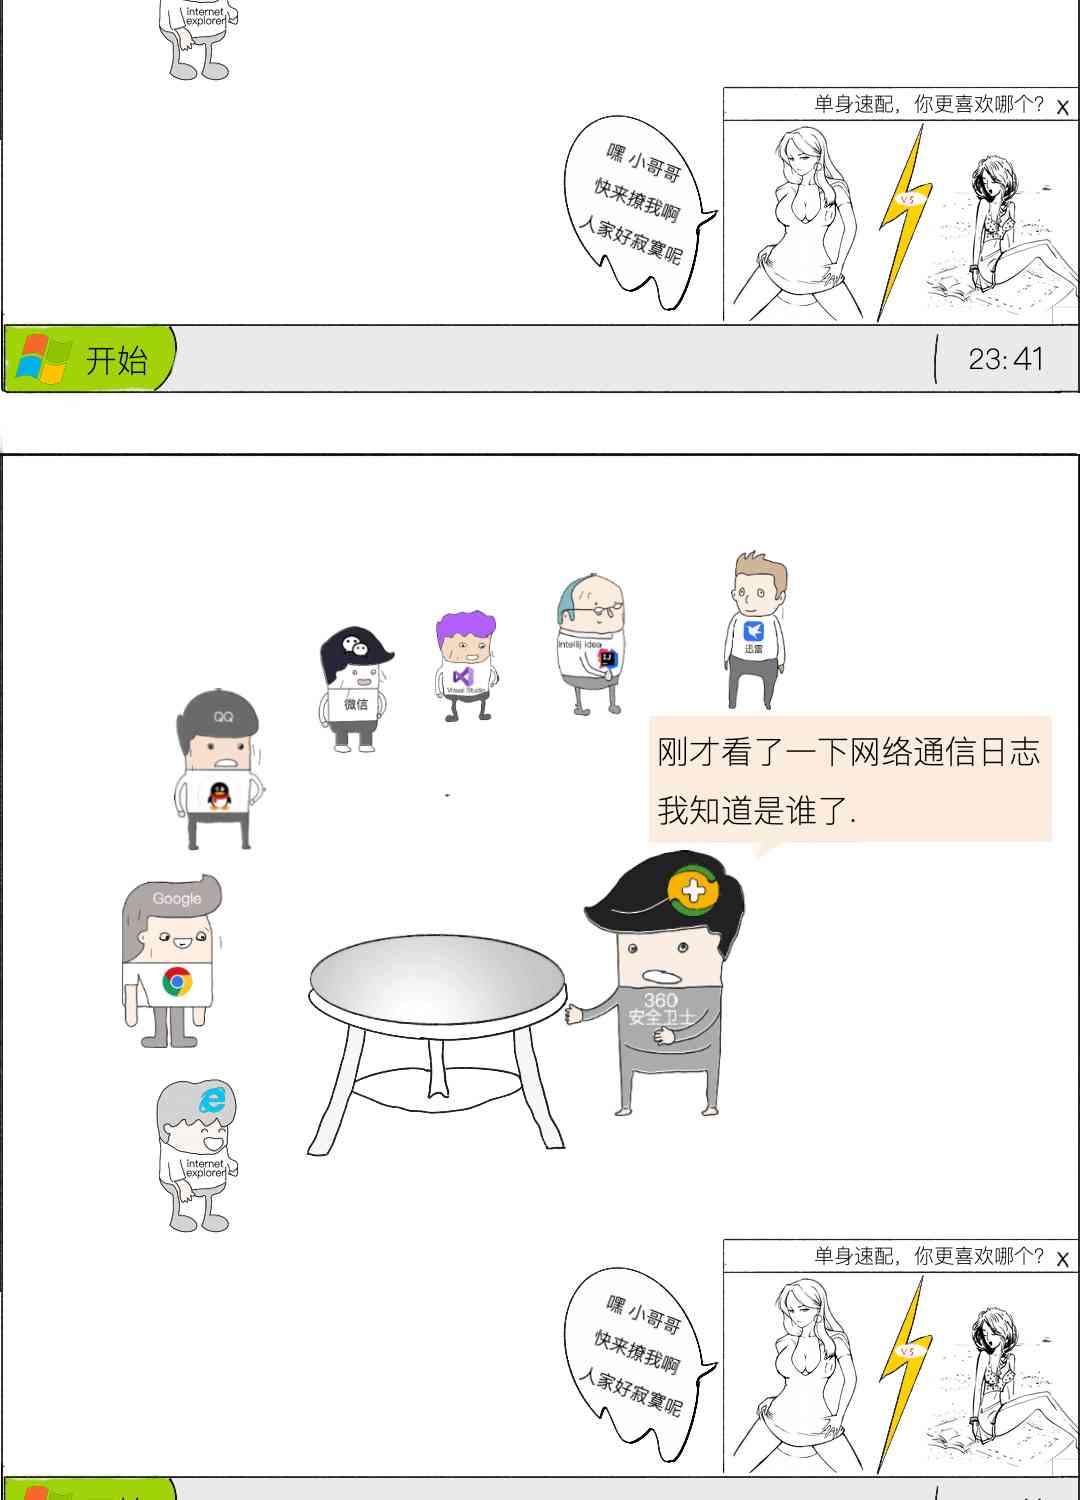 internet
explorer
单身速配，你更喜欢哪个？ X
嘿 小哥哥
快来撩我啊
人家好寂寞呢
VS
开始
23:41
intellij idea
迅雷
微信
Visual Studio
QQ
刚才看了一下网络通信日志
我知道是谁了.
Google
360
安全卫士
internet
explorer
单身速配，你更喜欢哪个？ X
嘿 小哥哥
快来撩我啊
人家好寂寞呢
VS